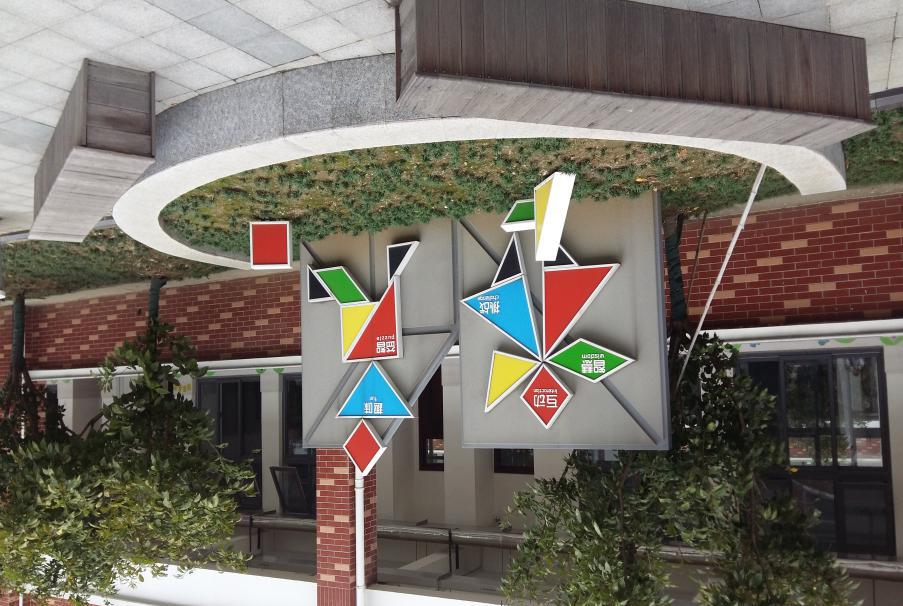 互动
interaction
智慧
wisdom
挑战
challenge
趣味
fun
益智
puzzle